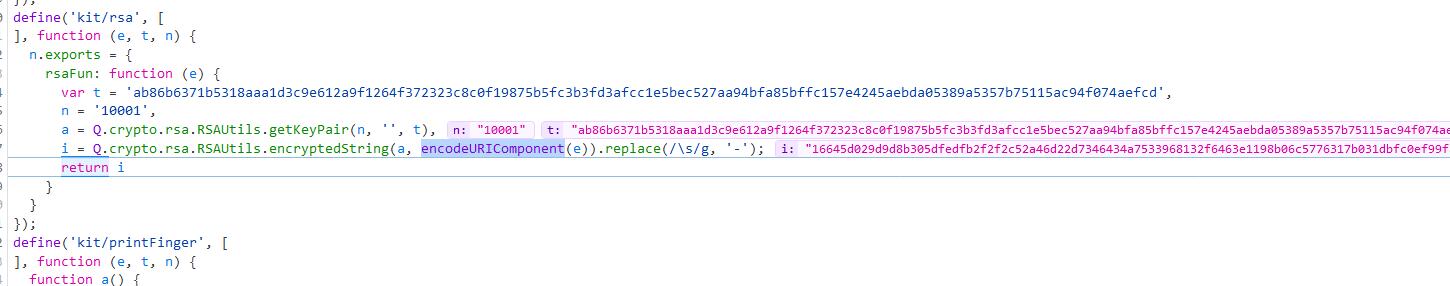 define('kit/rsa', [
], function (e, t, n) {
n.exports = {
rsaFun: function (e) {
var t = 'ab86b6371b5318aaa1d3c9e612a9f1264f372323c8c0f19875b5fc3b3fd3afcc1e5bec527aa94bfa85bffc157e4245aebda05389a5357b75115ac94f074aefcd',
n = '10001',
a = Q.crypto.rsa.RSAUtils.getKeyPair(n, '', t), n: "10001" t: "ab86b6371b5318aaa1d3c9e612a9f1264f372323c8c0f19875b5fc3b3fd3afcc1e5bec527aa94bfa85bffc157e4245aebda05389a5357b75115ac94f074ae
i = Q.crypto.rsa.RSAUtils.encryptedString(a, encodeURIComponent(e)).replace(/\s/g, '-'); i: "16645d029d9d8b305dfedfb2f2f2c52a46d22d7346434a7533968132f6463e1198b06c5776317b031dbfc0ef99f
return i
}
}
});
define('kit/printFinger', [
], function (e, t, n) {
function a() {